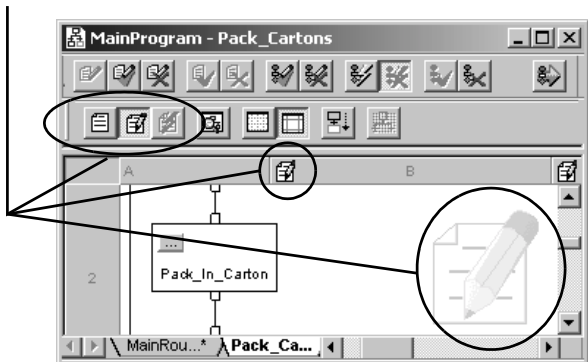 MainProgram - Pack_Cartons
A B
2
...
Pack_In_Carton
MainRou...* Pack_Ca...